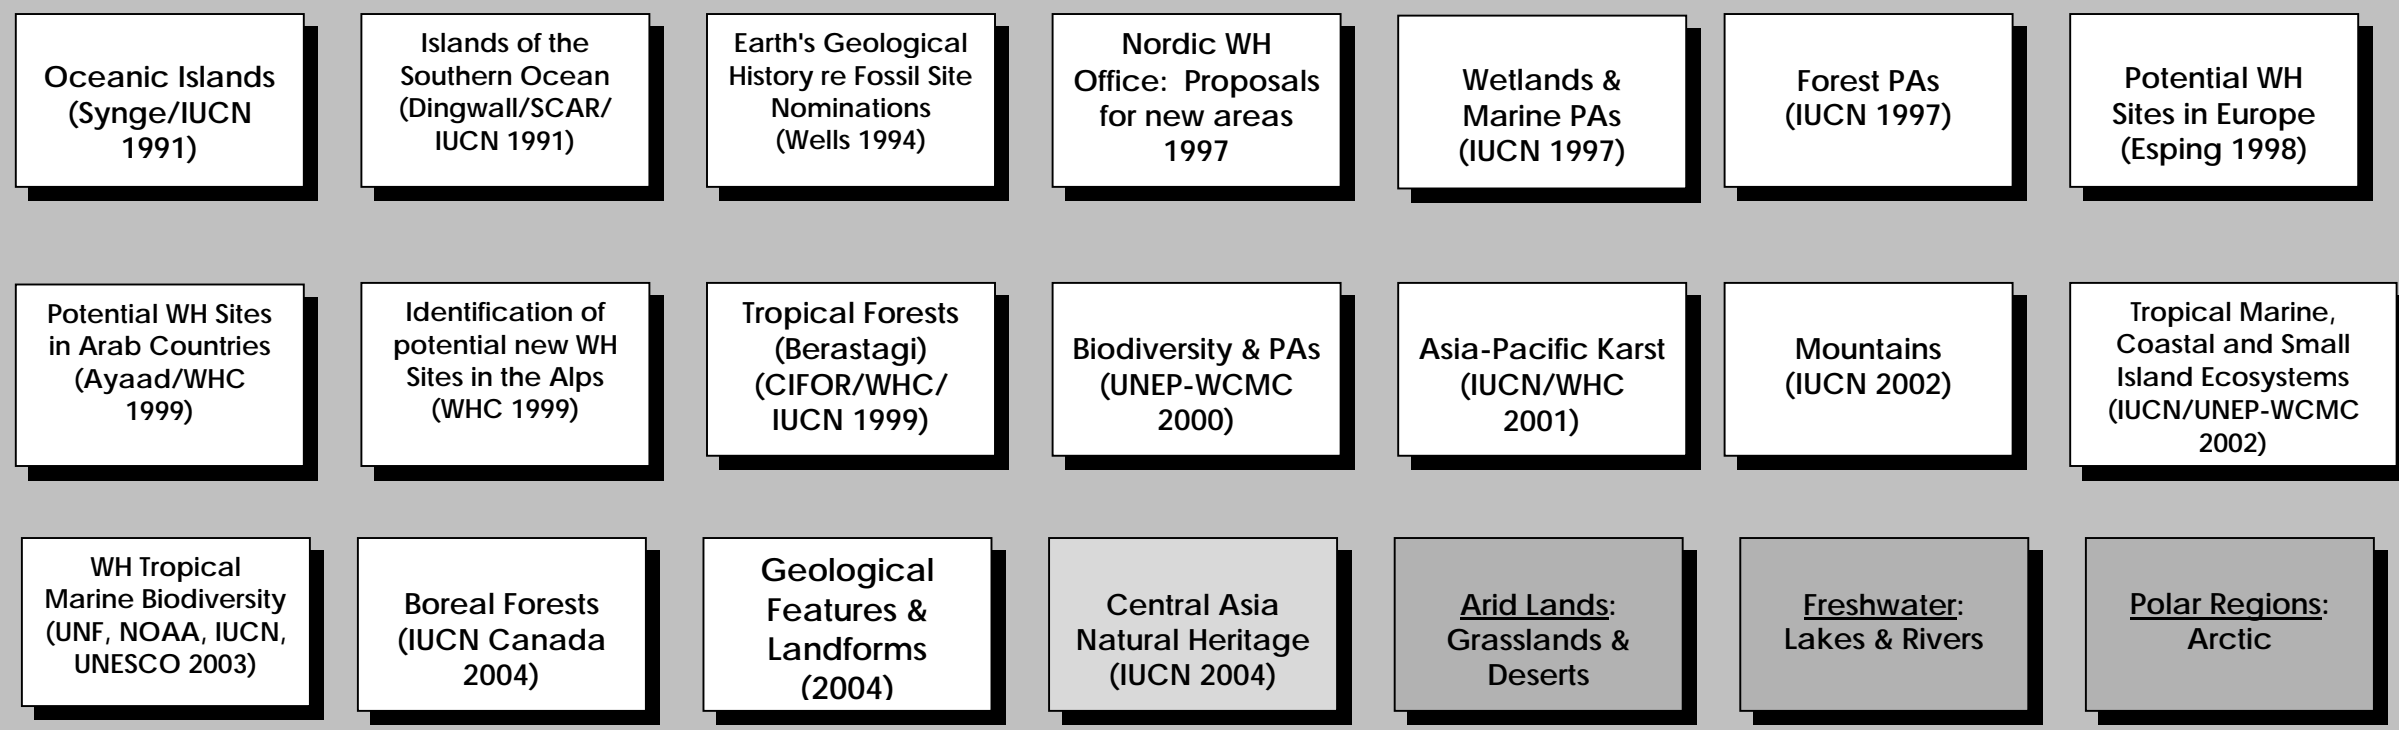 Oceanic Islands
(Synge/IUCN
1991)
Islands of the
Southern Ocean
(Dingwall/SCAR/
IUCN 1991)
Earth's Geological
History re Fossil Site
Nominations
(Wells 1994)
Nordic WH
Office:  Proposals
for new areas
1997
Wetlands &
Marine PAs
(IUCN 1997)
Forest PAs
(IUCN 1997)
Potential WH
Sites in Europe
(Esping 1998)
Potential WH Sites
in Arab Countries
(Ayaad/WHC
1999)
Identification of
potential new WH
Sites in the Alps
(WHC 1999)
Tropical Forests
(Berastagi)
(CIFOR/WHC/
IUCN 1999)
Biodiversity & PAs
(UNEP-WCMC
2000)
Asia-Pacific Karst
(IUCN/WHC
2001)
Mountains
(IUCN 2002)
Tropical Marine,
Coastal and Small
Island Ecosystems
(IUCN/UNEP-WCMC
2002)
WH Tropical
Marine Biodiversity
(UNF, NOAA, IUCN,
UNESCO 2003)
Boreal Forests
(IUCN Canada
2004)
Geological
Features &
Landforms
(2004)
Central Asia
Natural Heritage
(IUCN 2004)
Arid Lands:
Grasslands &
Deserts
Freshwater:
Lakes & Rivers
Polar Regions:
Arctic